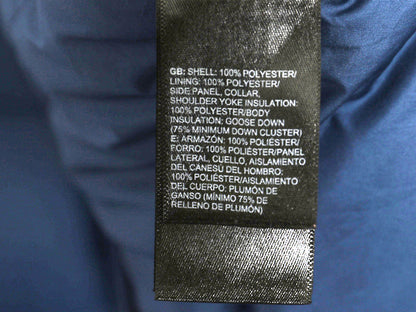 GB: SHELL: 100% POLYESTER/
LINING: 100% POLYESTER/
SIDE PANEL, COLLAR,
SHOULDER YOKE INSULATION:
100% POLYESTER/BODY
INSULATION: GOOSE DOWN
(75% MINIMUM DOWN CLUSTER)
E: ARMAZÓN: 100% POLIÉSTER/
FORRO: 100% POLIÉSTER/PANEL
LATERAL, CUELLO, AISLAMIENTO
DEL CANESÚ DEL HOMBRO:
100% POLIÉSTER/AISLAMIENTO
DEL CUERPO: PLUMÓN DE
GANSO (MÍNIMO 75% DE
RELLENO DE PLUMÓN)